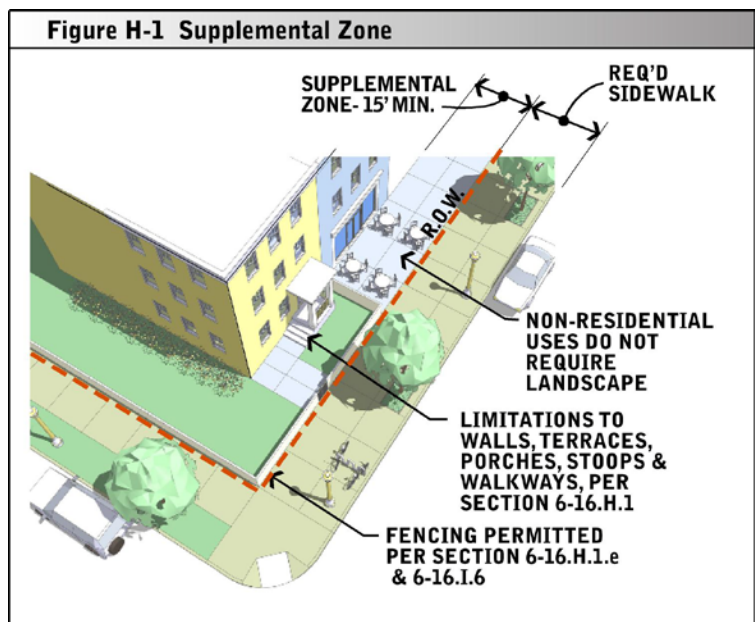 Figure H-1 Supplemental Zone
SUPPLEMENTAL
ZONE- 15' MIN.
REQ'D
SIDEWALK
R.O.W.
NON-RESIDENTIAL
USES DO NOT
REQUIRE
LANDSCAPE
LIMITATIONS TO
WALLS, TERRACES,
PORCHES, STOOPS &
WALKWAYS, PER
SECTION 6-16.H.1
FENCING PERMITTED
PER SECTION 6-16.H.1.e
& 6-16.I.6